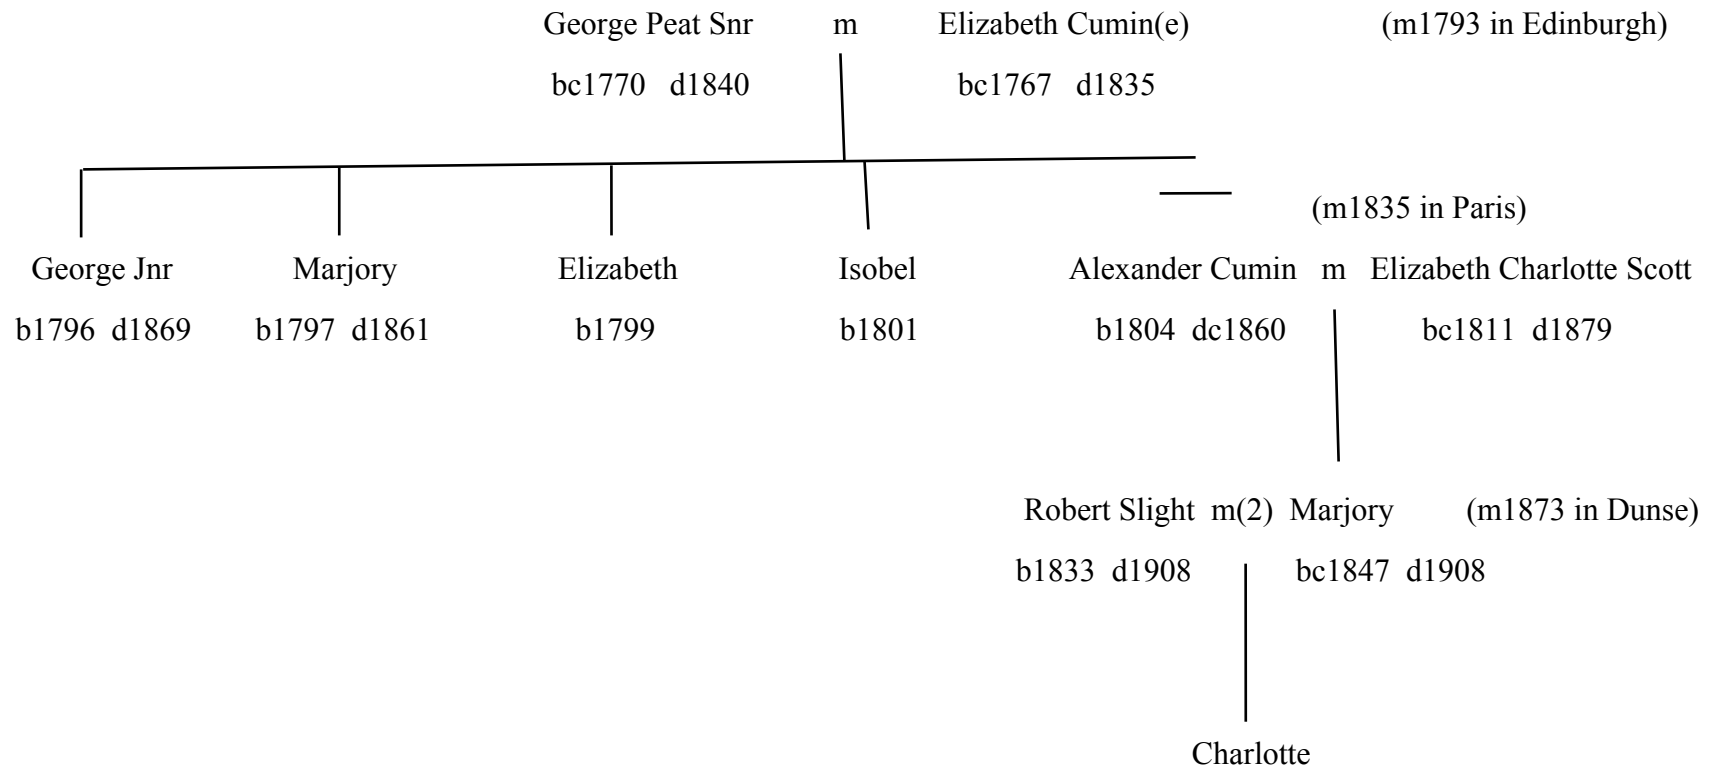 George Peat Snr m Elizabeth Cumin(e) (m1793 in Edinburgh)
bc1770 d1840 bc1767 d1835
(m1835 in Paris)
George Jnr Marjory Elizabeth Isobel Alexander Cumin m Elizabeth Charlotte Scott
b1796 d1869 b1797 d1861 b1799 b1801 b1804 dc1860 bc1811 d1879
Robert Slight m(2) Marjory (m1873 in Dunse)
b1833 d1908 bc1847 d1908
Charlotte